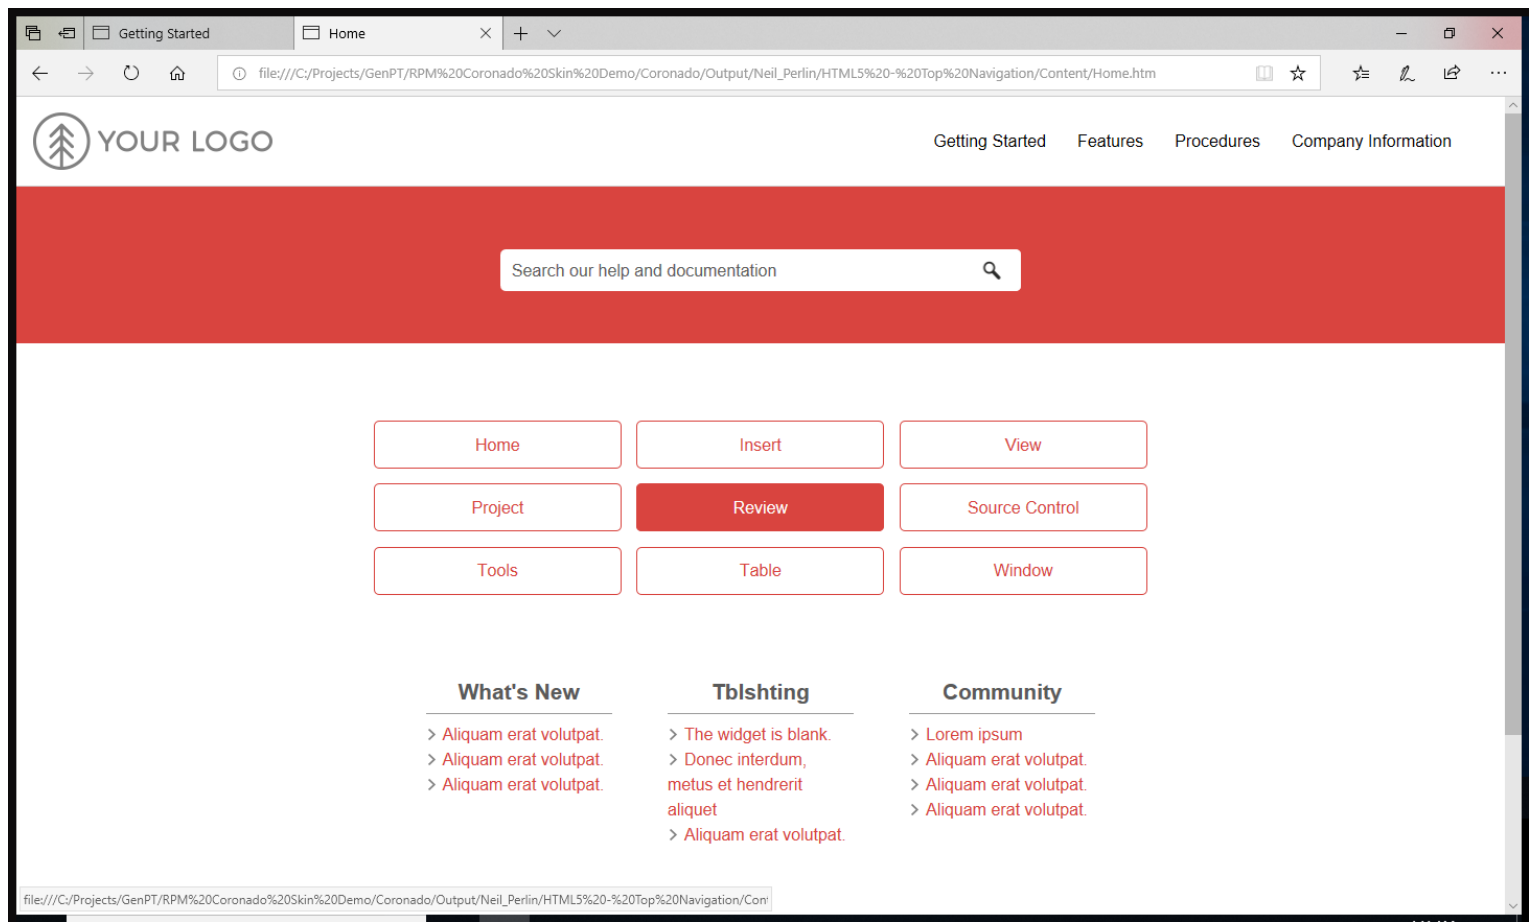 Getting Started
Home
file:///C:/Projects/GenPT/RPM%20Coronado%20Skin%20Demo/Coronado/Output/Neil_Perlin/HTML5%20-%20Top%20Navigation/Content/Home.htm
YOUR LOGO
Getting Started Features Procedures Company Information
Search our help and documentation
Home Insert View
Project Review Source Control
Tools Table Window
What's New
> Aliquam erat volutpat.
> Aliquam erat volutpat.
> Aliquam erat volutpat.
Tblshting
> The widget is blank.
> Donec interdum,
metus et hendrerit
aliquet
> Aliquam erat volutpat.
Community
> Lorem ipsum
> Aliquam erat volutpat.
> Aliquam erat volutpat.
> Aliquam erat volutpat.
file:///C:/Projects/GenPT/RPM%20Coronado%20Skin%20Demo/Coronado/Output/Neil_Perlin/HTML5%20-%20Top%20Navigation/Con